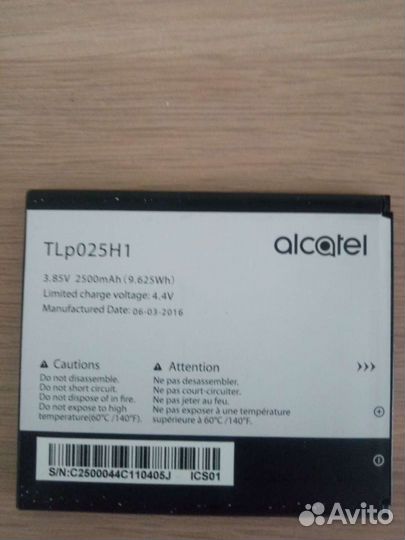 TLp025H1
alcatel
3.85V 2500mAh (9.625Wh)
Limited charge voltage: 4.4V
Manufactured Date: 06-03-2016
Cautions
Do not disassemble.
Do not short circuit.
Do not dispose of in fire.
Do not expose to high
temperature(60℃ /140℉).
Attention
Ne pas desassembler.
Ne pas court-circuiter.
Ne pas jeter au feu.
Ne pas exposer à une température
supérieure à 60℃ /140℉.
S/N:C2500044C110405J ICS01
Avito